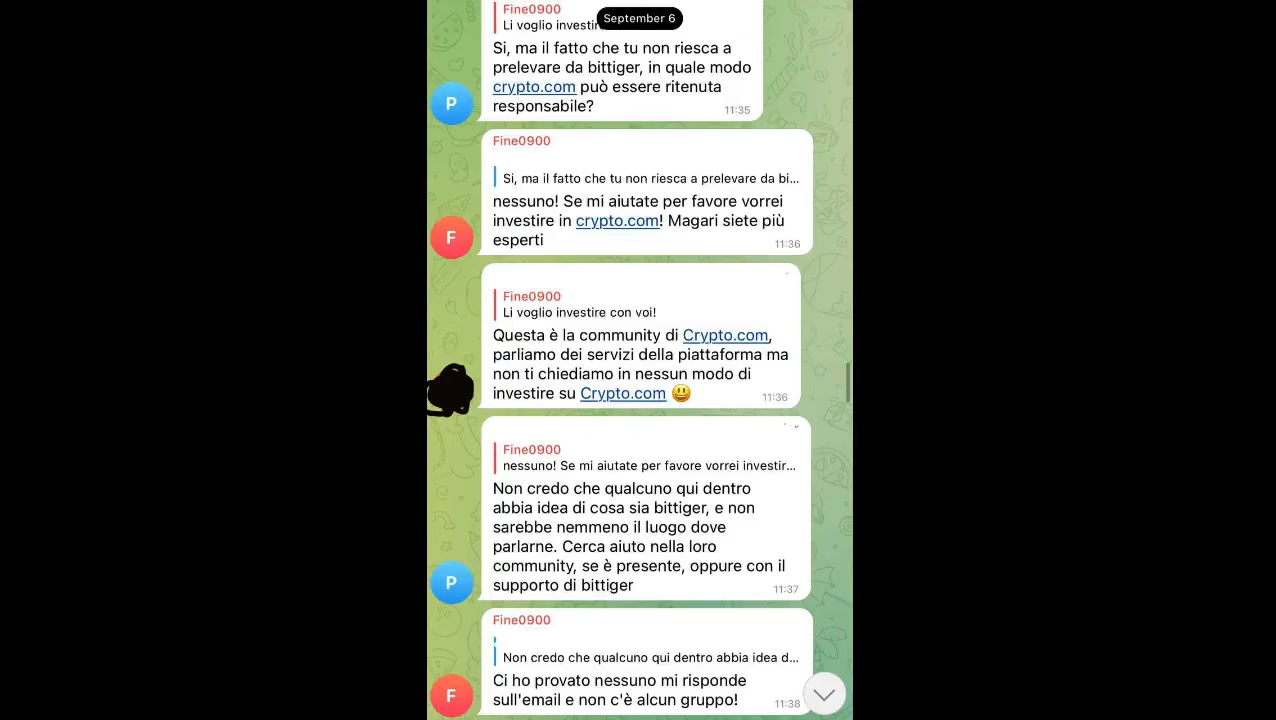 Fine0900
September 6
Li voglio investir
Si, ma il fatto che tu non riesca a
prelevare da bittiger, in quale modo
crypto.com può essere ritenuta
responsabile?
11:35
P
Fine0900
Si, ma il fatto che tu non riesca a prelevare da bi...
nessuno! Se mi aiutate per favore vorrei
investire in crypto.com! Magari siete più
esperti
11:36
F
Fine0900
Li voglio investire con voi!
Questa è la community di Crypto.com,
parliamo dei servizi della piattaforma ma
non ti chiediamo in nessun modo di
investire su Crypto.com 😃
11:36
Fine0900
nessuno! Se mi aiutate per favore vorrei investir...
Non credo che qualcuno qui dentro
abbia idea di cosa sia bittiger, e non
sarebbe nemmeno il luogo dove
parlarne. Cerca aiuto nella loro
community, se è presente, oppure con il
supporto di bittiger
11:37
P
Fine0900
Non credo che qualcuno qui dentro abbia idea d...
Ci ho provato nessuno mi risponde
sull'email e non c'è alcun gruppo!
11:38
F